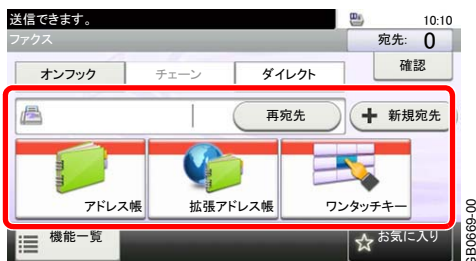 送信できます。
10:10
ファクス
宛先: 0
オンフック
チェーン
ダイレクト
確認
再宛先
+ 新規宛先
アドレス帳
拡張アドレス帳
ワンタッチキー
機能一覧
お気に入り
GB0669-00